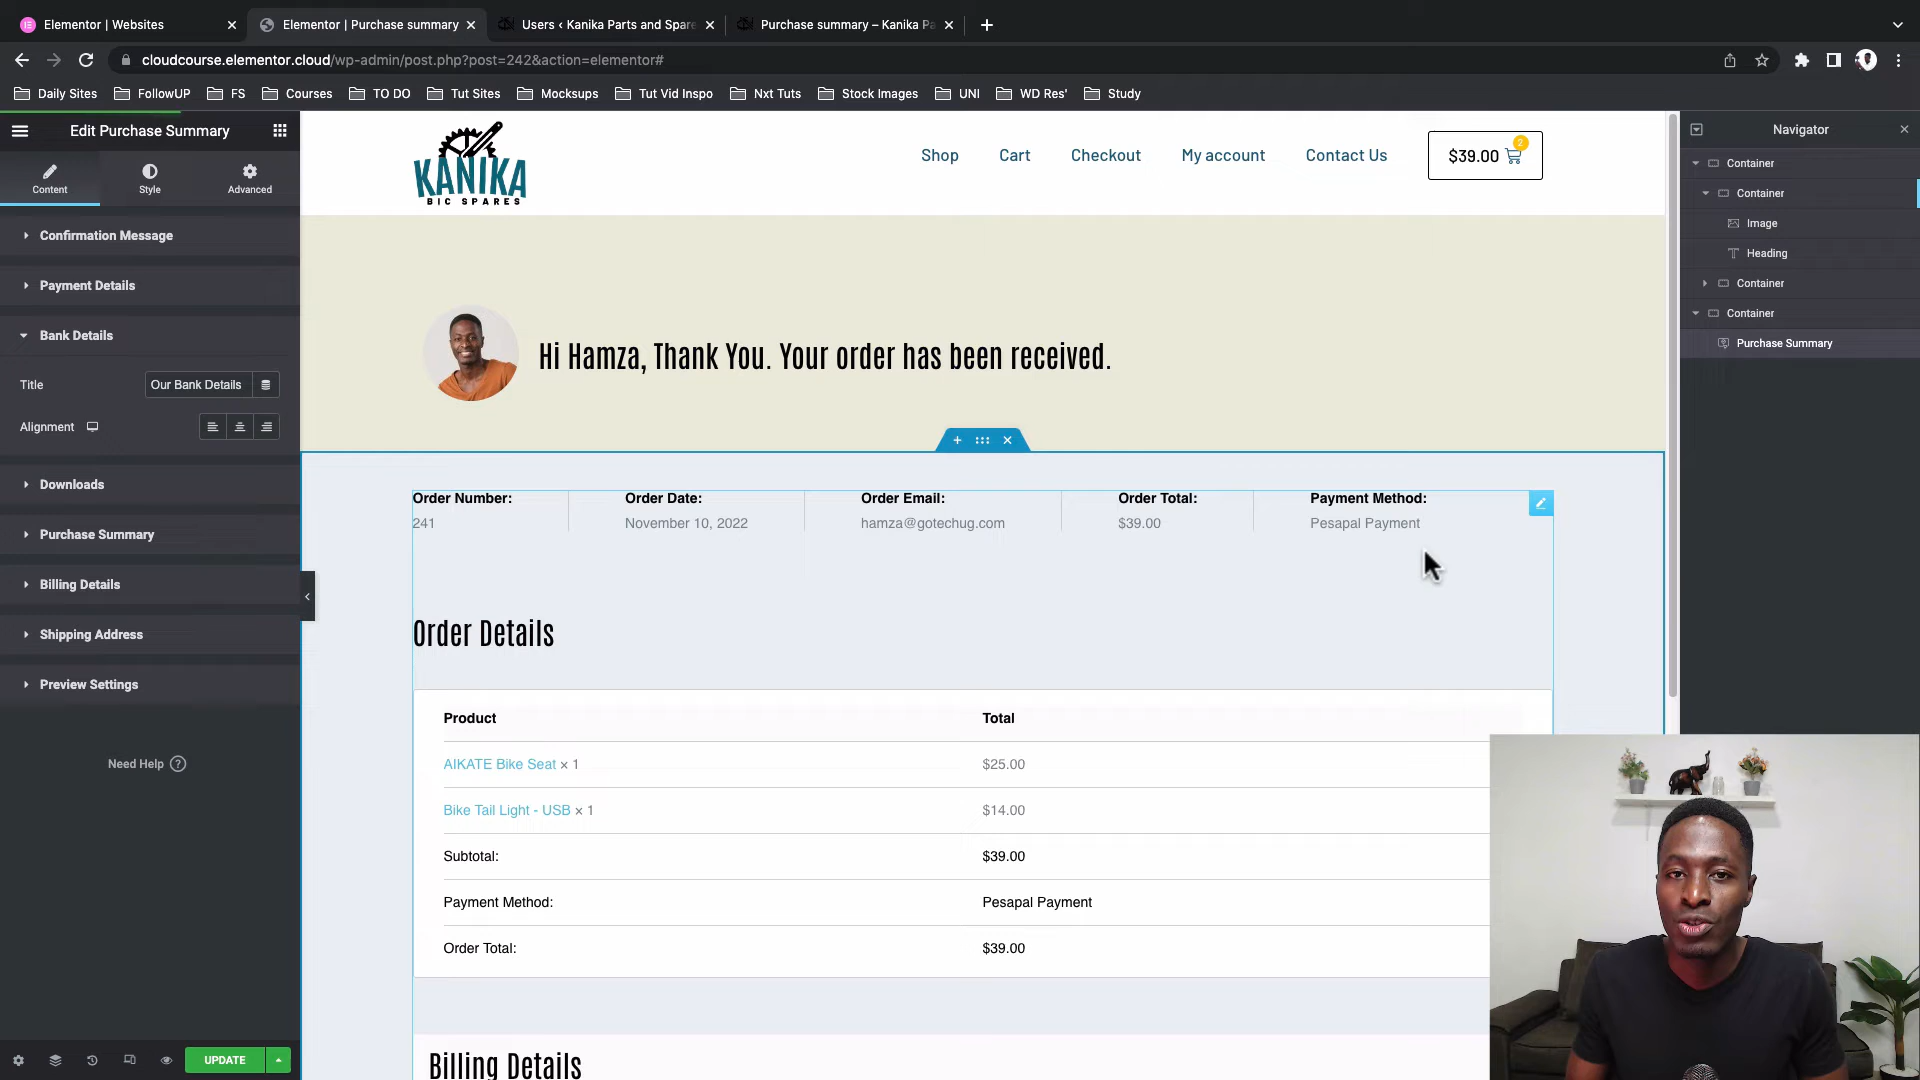 Elementor | Websites
Elementor | Purchase summary
Users ‹ Kanika Parts and Spare
Purchase summary – Kanika Pa
cloudcourse.elementor.cloud/wp-admin/post.php?post=242&action=elementor#
Daily Sites FollowUP FS Courses TO DO Tut Sites Mocksups Tut Vid Inspo Nxt Tuts Stock Images UNI WD Res' Study
Edit Purchase Summary
Content Style Advanced
Confirmation Message
Payment Details
Bank Details
Title Our Bank Details
Alignment
Downloads
Purchase Summary
Billing Details
Shipping Address
Preview Settings
Need Help ?
UPDATE
KANIKA
BIC SPARES
Shop Cart Checkout My account Contact Us $39.00 2
Hi Hamza, Thank You. Your order has been received.
Order Number: Order Date: Order Email: Order Total: Payment Method:
241 November 10, 2022 hamza@gotechug.com $39.00 Pesapal Payment
Order Details
Product Total
AIKATE Bike Seat × 1 $25.00
Bike Tail Light - USB × 1 $14.00
Subtotal: $39.00
Payment Method: Pesapal Payment
Order Total: $39.00
Billing Details
Navigator
Container
Container
Image
Heading
Container
Container
Purchase Summary